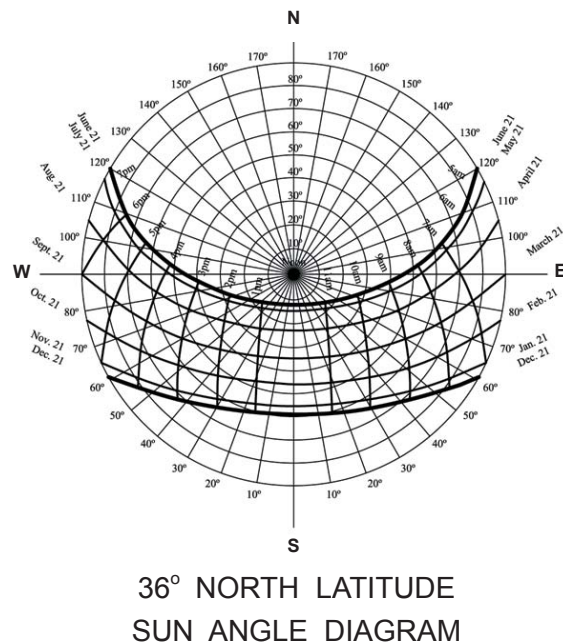 N
170° 170°
160° 160°
150° 150°
140° 140°
130° 130°
120° 120°
110° 110°
100° 100°
80° 80°
70° 70°
60° 60°
50° 50°
40° 40°
30° 30°
20° 20°
10° 10°
80°
70°
60°
50°
40°
30°
20°
10°
June 21
July 21
Aug. 21
Sept. 21
Oct. 21
Nov. 21
Dec. 21
June 21
May 21
April 21
March 21
Feb. 21
Jan. 21
Dec. 21
7pm
6pm
5pm
4pm
3pm
2pm
1pm
11am
10am
9am
8am
7am
6am
5am
W
E
S
36° NORTH LATITUDE
SUN ANGLE DIAGRAM